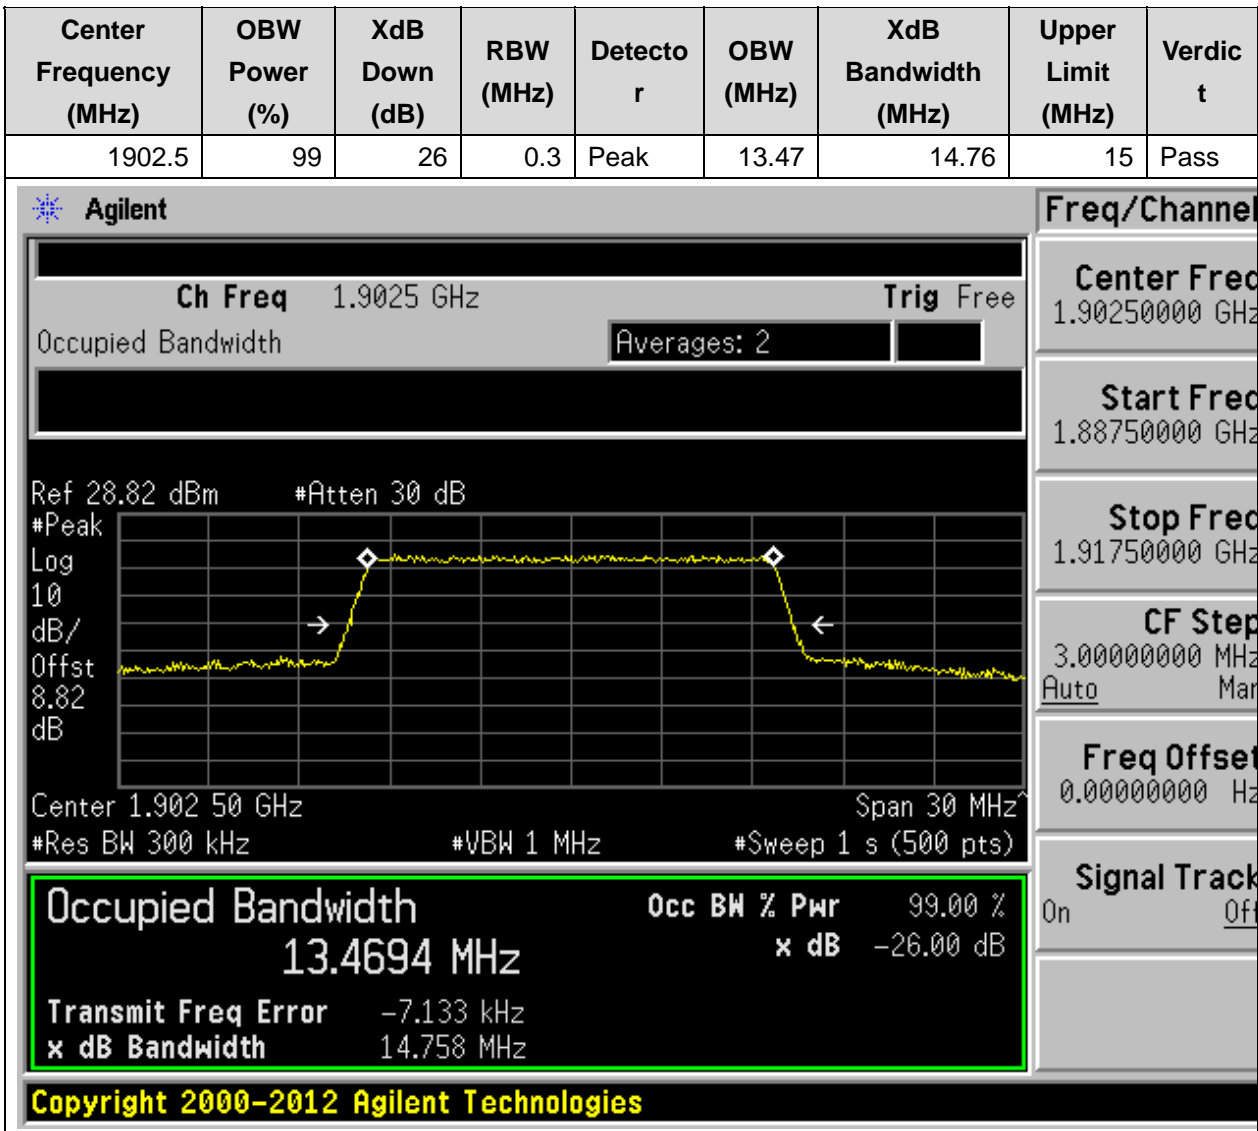 Center Frequency (MHz) OBW Power (%) XdB Down (dB) RBW (MHz) Detecto r OBW (MHz) XdB Bandwidth (MHz) Upper Limit (MHz) Verdic t
1902.5 99 26 0.3 Peak 13.47 14.76 15 Pass
Agilent
Freq/Channel
Ch Freq 1.9025 GHz Trig Free
Occupied Bandwidth Averages: 2
Center Freq
1.90250000 GHz
Start Freq
1.88750000 GHz
Stop Freq
1.91750000 GHz
CF Step
3.00000000 MHz
Auto Man
Freq Offset
0.00000000 Hz
Signal Track
On Off
Ref 28.82 dBm #Atten 30 dB
#Peak
Log
10
dB/
Offst
8.82
dB
Center 1.902 50 GHz Span 30 MHz^
#Res BW 300 kHz #VBW 1 MHz #Sweep 1 s (500 pts)
Occupied Bandwidth
13.4694 MHz
Occ BW % Pwr 99.00 %
x dB -26.00 dB
Transmit Freq Error -7.133 kHz
x dB Bandwidth 14.758 MHz
Copyright 2000-2012 Agilent Technologies